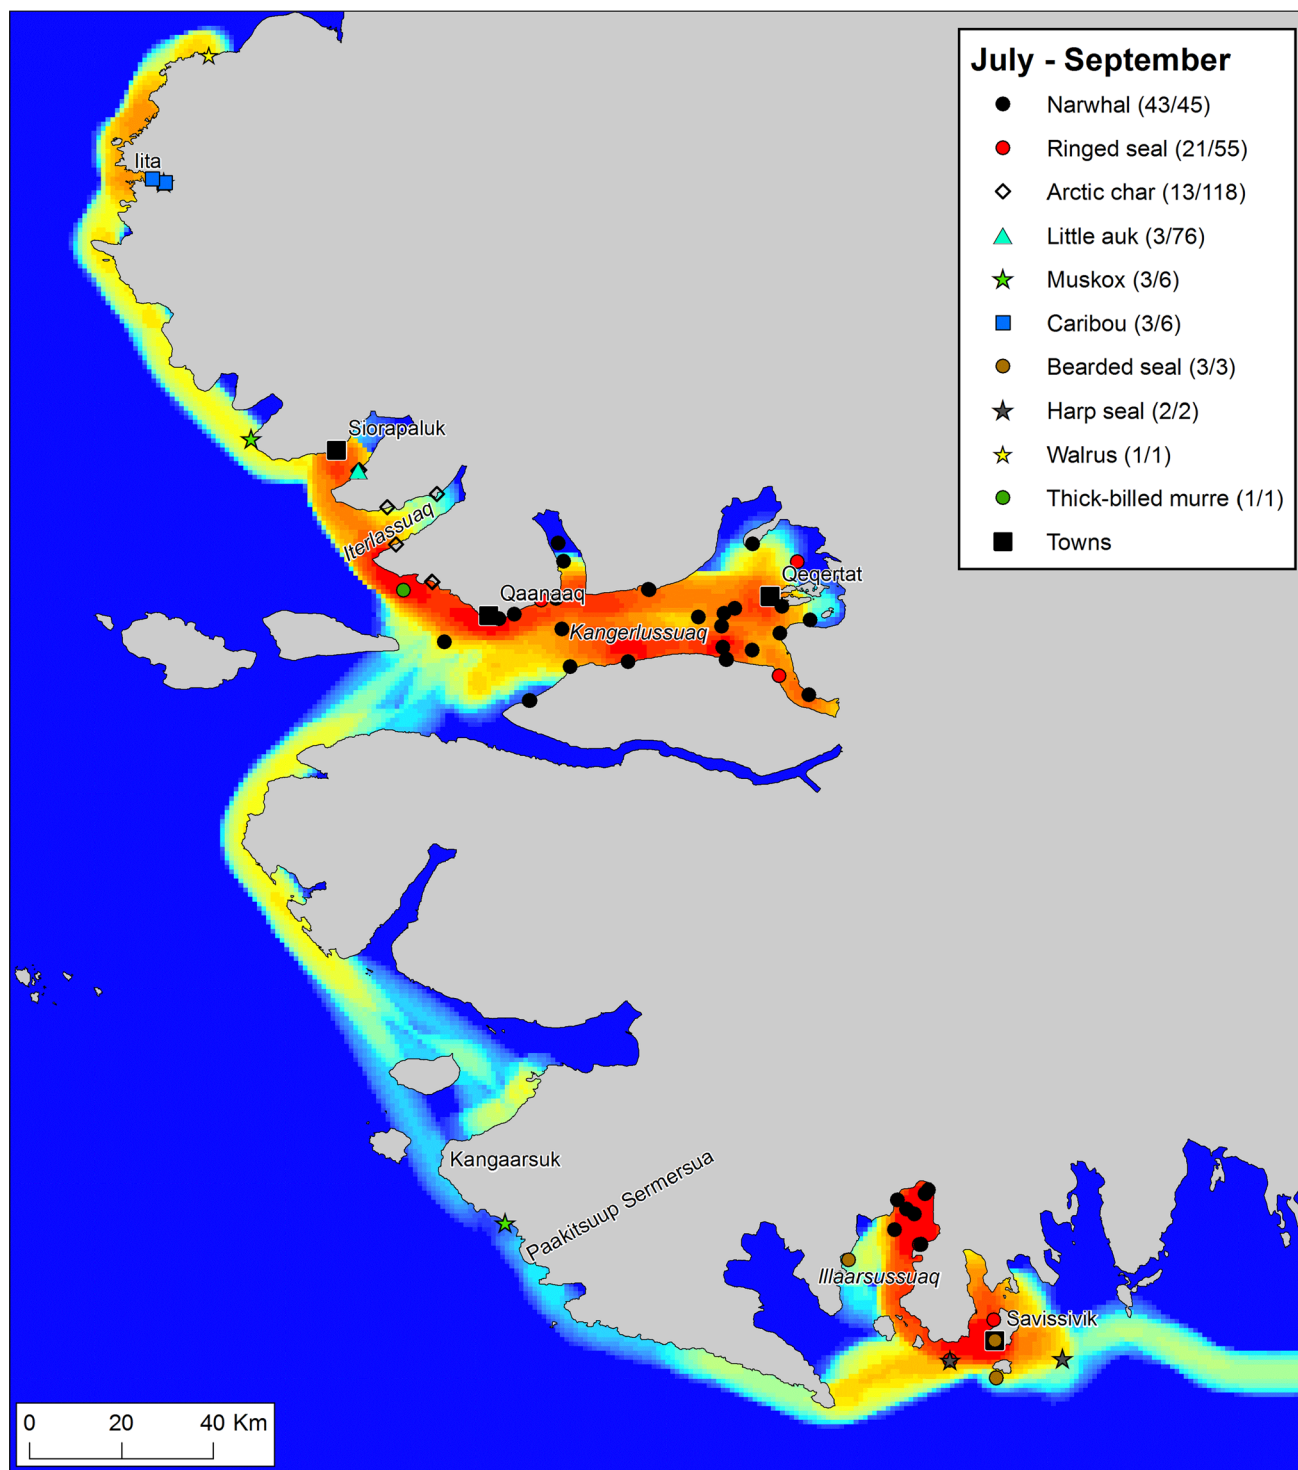 July - September
Narwhal (43/45)
Ringed seal (21/55)
Arctic char (13/118)
Little auk (3/76)
Muskox (3/6)
Caribou (3/6)
Bearded seal (3/3)
Harp seal (2/2)
Walrus (1/1)
Thick-billed murre (1/1)
Towns
Iita
Siorapaluk
Iterlassuaq
Qaanaaq
Qeqertat
Kangerlussuaq
Kangaarsuk
Paakitsuup Sermersua
Illaarsussuaq
Savissivik
0 20 40 Km